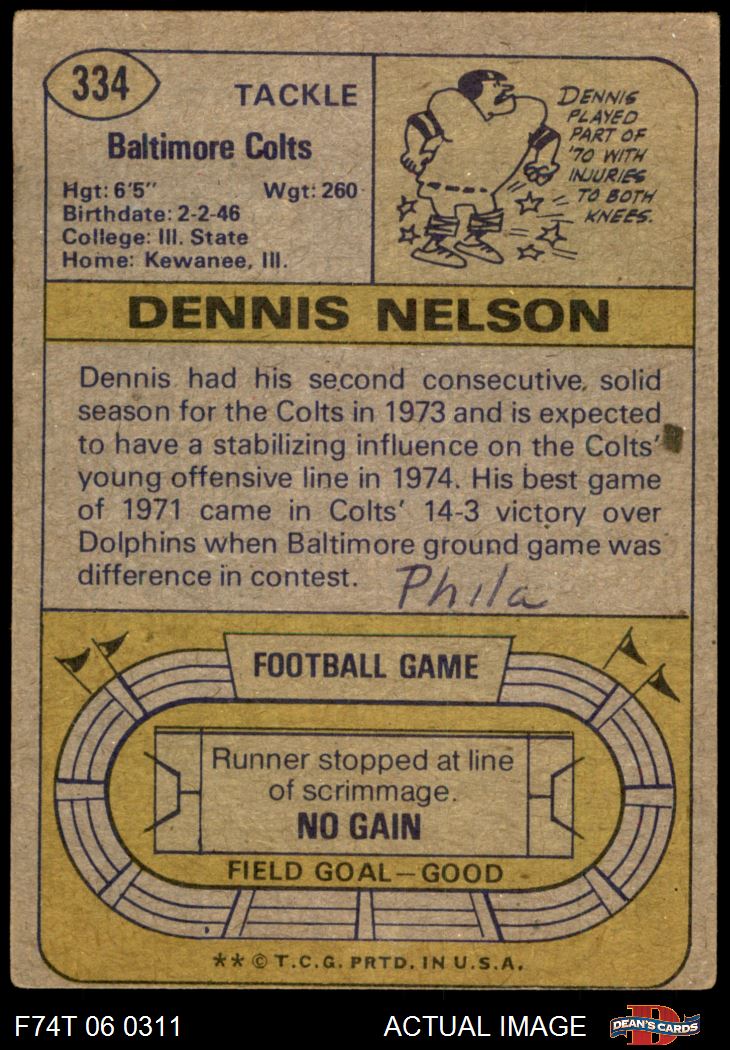 334
TACKLE
Baltimore Colts
Hgt: 6'5" Wgt: 260
Birthdate: 2-2-46
College: Ill. State
Home: Kewanee, Ill.
DENNIS
PLAYED
PART OF
'70 WITH
INJURIES
TO BOTH
KNEES.
DENNIS NELSON
Dennis had his second consecutive, solid
season for the Colts in 1973 and is expected
to have a stabilizing influence on the Colts'
young offensive line in 1974. His best game
of 1971 came in Colts' 14-3 victory over
Dolphins when Baltimore ground game was
difference in contest.
Phila
FOOTBALL GAME
Runner stopped at line
of scrimmage.
NO GAIN
FIELD GOAL—GOOD
** © T.C.G. PRTD. IN U.S.A.
F74T 06 0311 ACTUAL IMAGE
D
DEAN'S CARDS